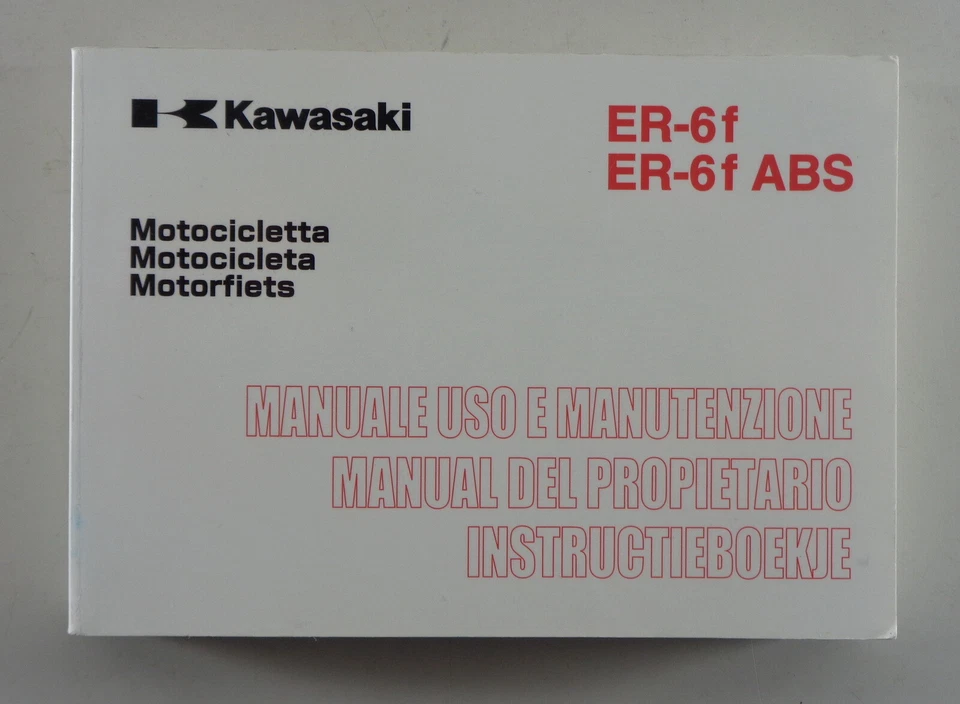 Kawasaki
ER-6f
ER-6f ABS
Motocicletta
Motocicleta
Motorfiets
MANUALE USO E MANUTENZIONE
MANUAL DEL PROPIETARIO
INSTRUCTIEBOEKJE